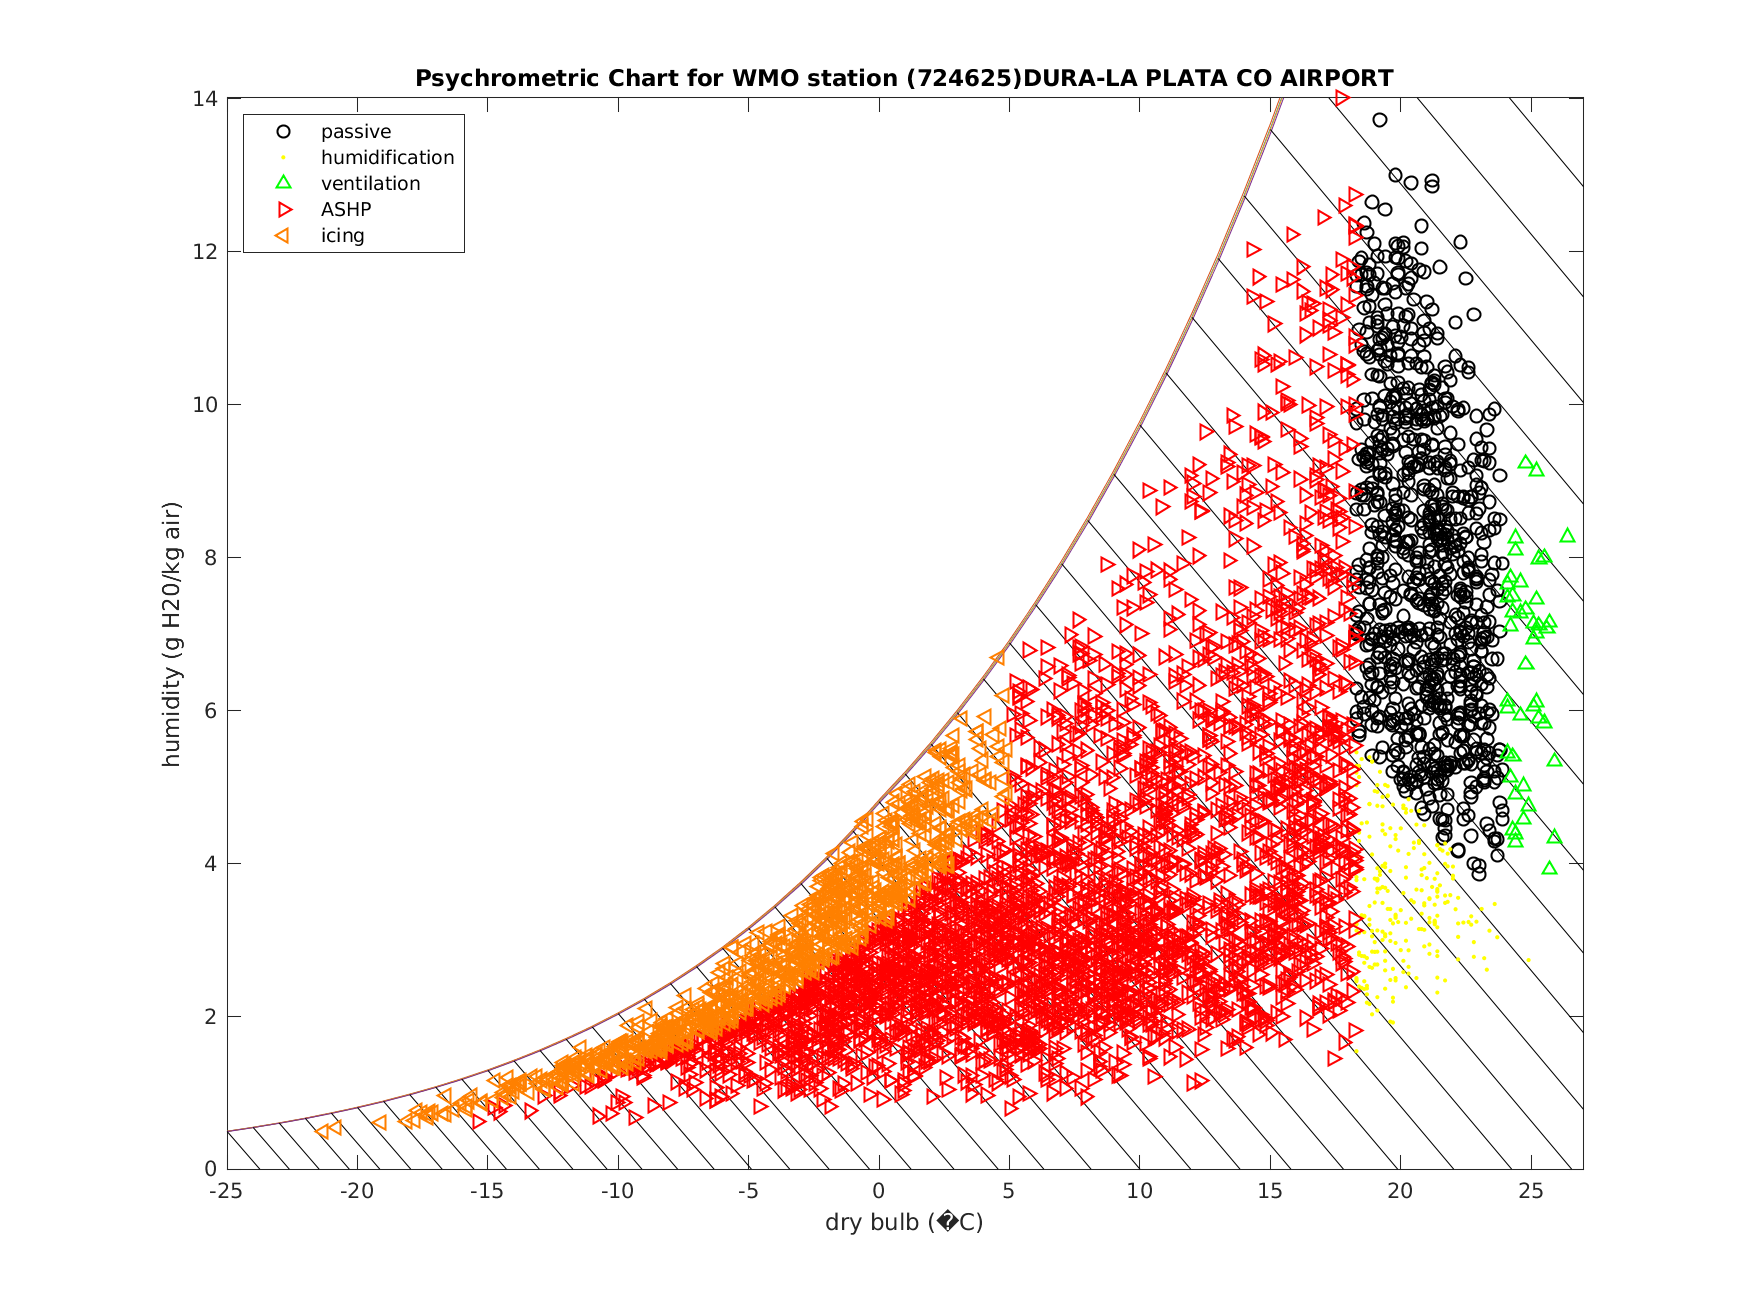 Psychrometric Chart for WMO station (724625)DURA-LA PLATA CO AIRPORT
14
12
10
8
6
4
2
0
humidity (g H20/kg air)
passive
humidification
ventilation
ASHP
icing
-25 -20 -15 -10 -5 0 5 10 15 20 25
dry bulb (�C)